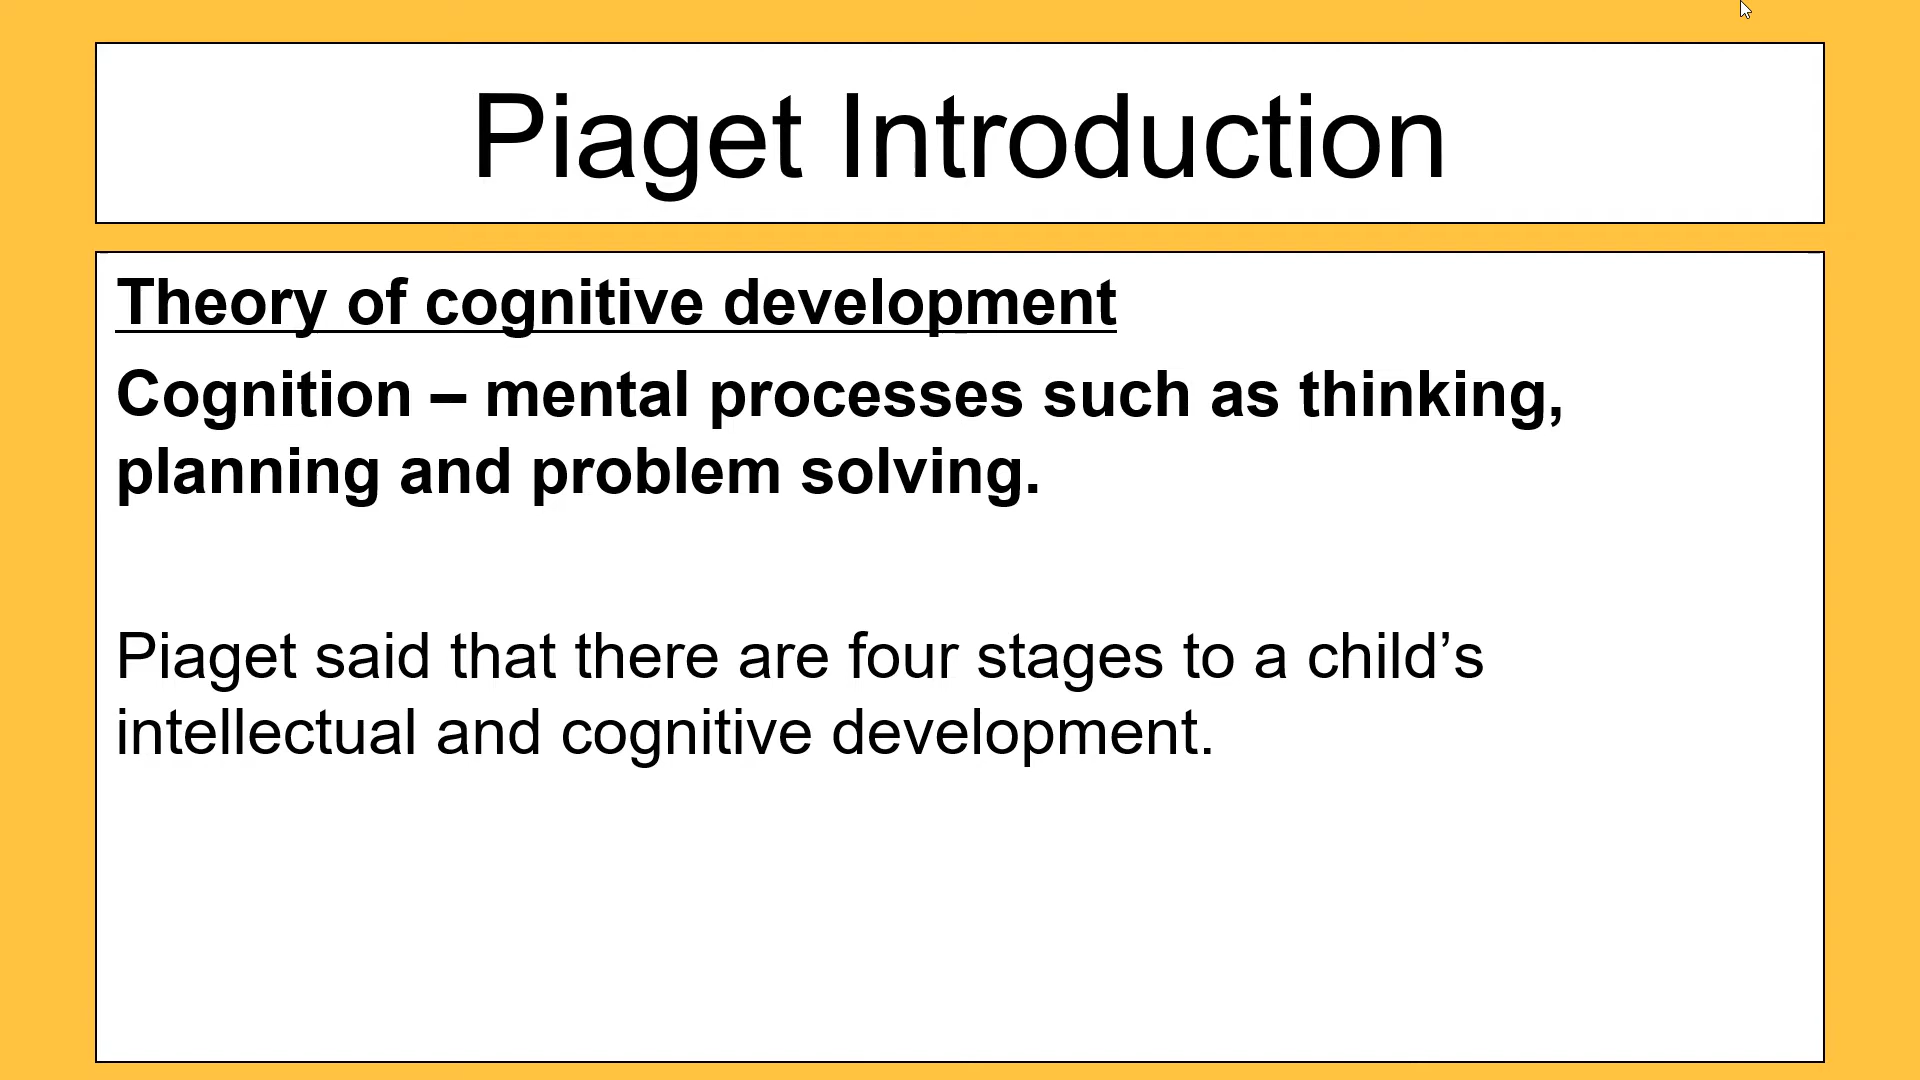 Piaget Introduction
Theory of cognitive development
Cognition – mental processes such as thinking,
planning and problem solving.
Piaget said that there are four stages to a child’s
intellectual and cognitive development.